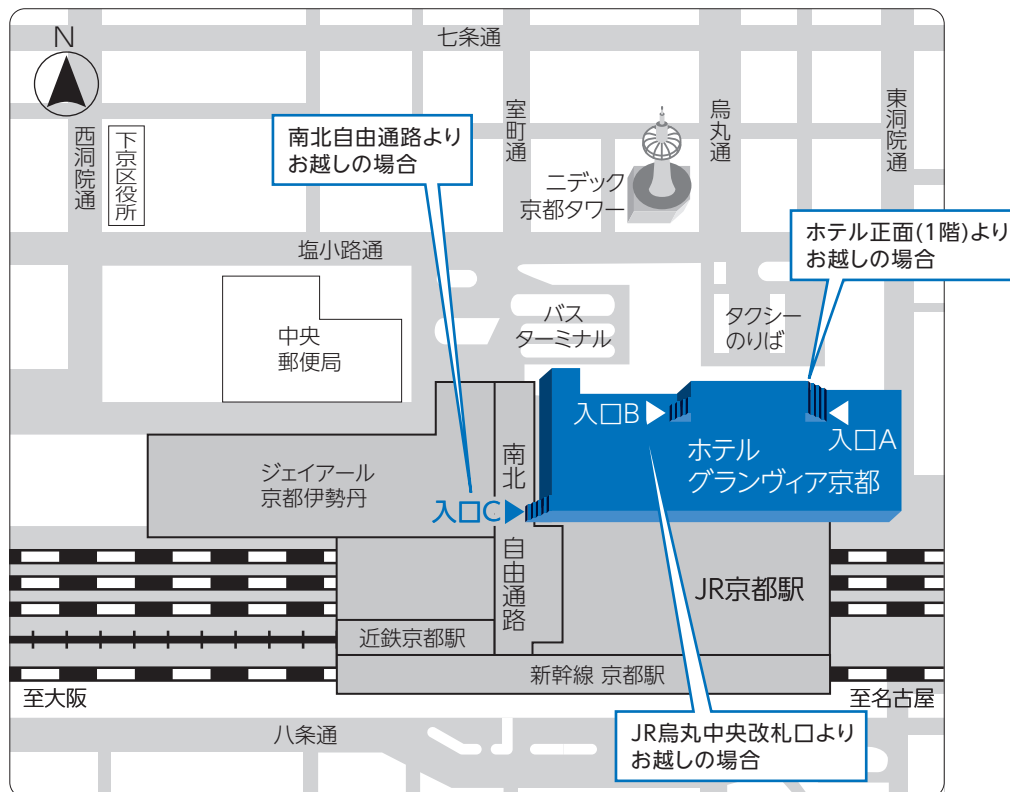 N
七条通
西洞院通
下京区役所
室町通
烏丸通
東洞院通
南北自由通路より
お越しの場合
ニデック
京都タワー
ホテル正面(1階)より
お越しの場合
塩小路通
中央
郵便局
バス
ターミナル
タクシー
のりば
入口B
入口A
ホテル
グランヴィア京都
ジェイアール
京都伊勢丹
南北
自由通路
入口C
JR京都駅
近鉄京都駅
新幹線 京都駅
至大阪
至名古屋
八条通
JR烏丸中央改札口より
お越しの場合